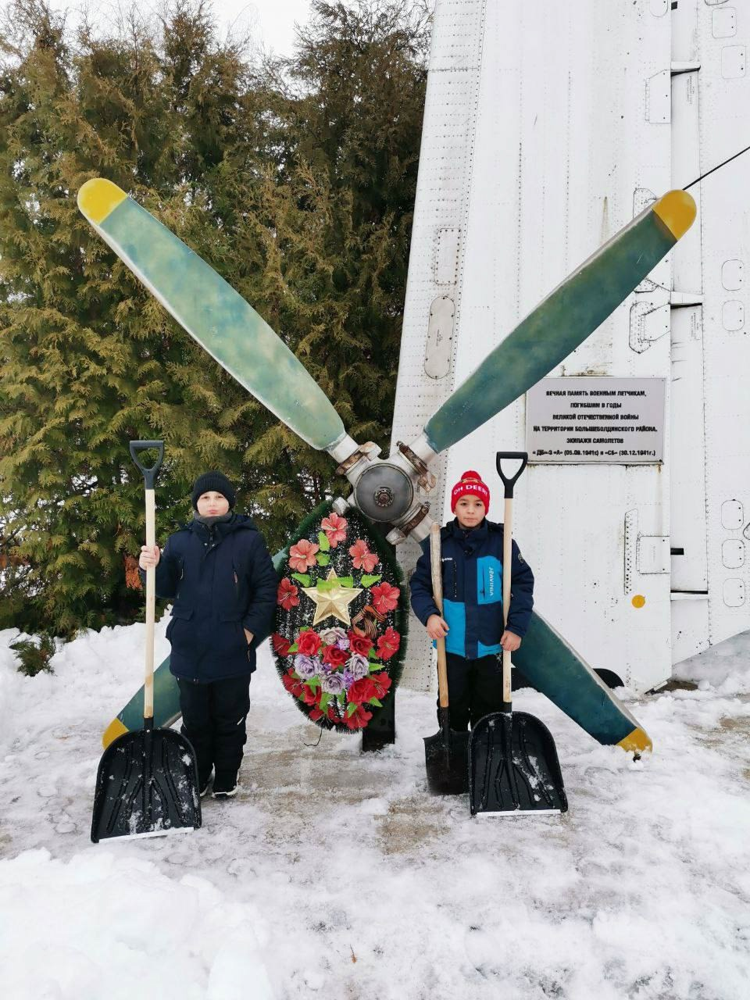 ВЕЧНАЯ ПАМЯТЬ ВОЕННЫМ ЛЕТЧИКАМ,
ПОГИБШИМ В ГОДЫ
ВЕЛИКОЙ ОТЕЧЕСТВЕННОЙ ВОЙНЫ
НА ТЕРРИТОРИИ БОЛЬШЕБОЛДИНСКОГО РАЙОНА,
ЭКИПАЖИ САМОЛЕТОВ
«ДБ»-3 «А» (05.09.1941г.) и «СБ» (30.12.1941г.)
OH DEER